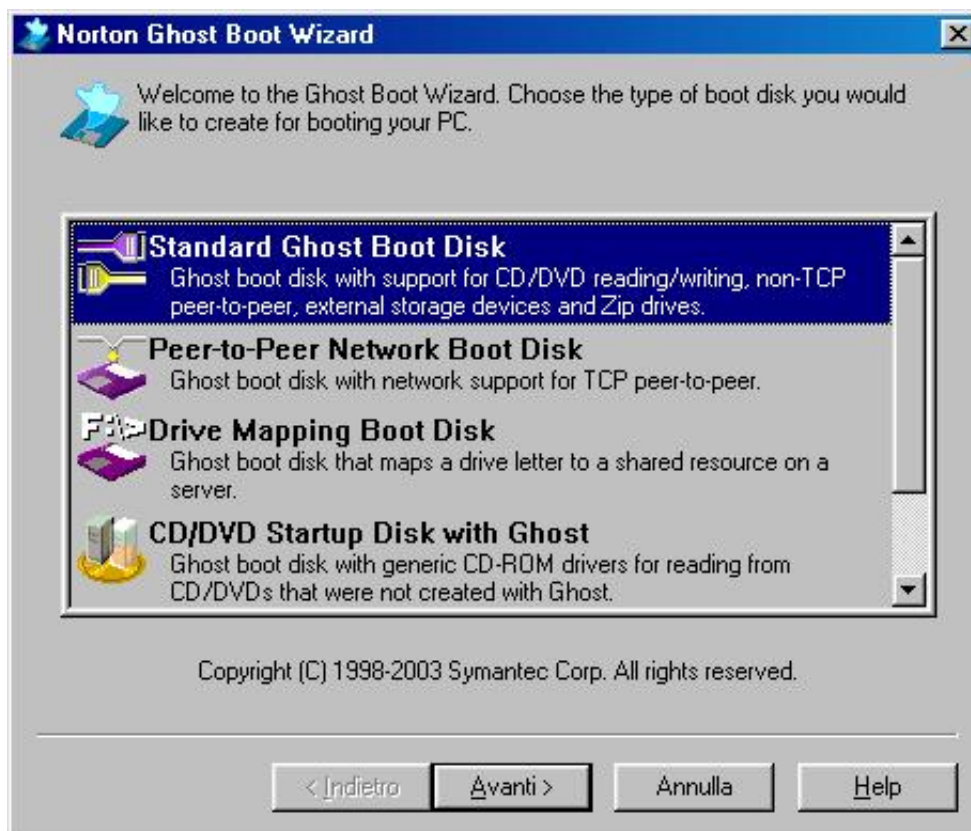 Norton Ghost Boot Wizard
Welcome to the Ghost Boot Wizard. Choose the type of boot disk you would
like to create for booting your PC.
Standard Ghost Boot Disk
Ghost boot disk with support for CD/DVD reading/writing, non-TCP
peer-to-peer, external storage devices and Zip drives.
Peer-to-Peer Network Boot Disk
Ghost boot disk with network support for TCP peer-to-peer.
F:\>
Drive Mapping Boot Disk
Ghost boot disk that maps a drive letter to a shared resource on a
server.
CD/DVD Startup Disk with Ghost
Ghost boot disk with generic CD-ROM drivers for reading from
CD/DVDs that were not created with Ghost.
Copyright (C) 1998-2003 Symantec Corp. All rights reserved.
< Indietro
Avanti >
Annulla
Help